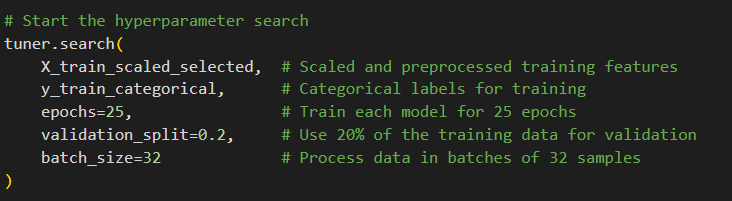 # Start the hyperparameter search
tuner.search(
    X_train_scaled_selected,  # Scaled and preprocessed training features
    y_train_categorical,      # Categorical labels for training
    epochs=25,                # Train each model for 25 epochs
    validation_split=0.2,     # Use 20% of the training data for validation
    batch_size=32             # Process data in batches of 32 samples
)